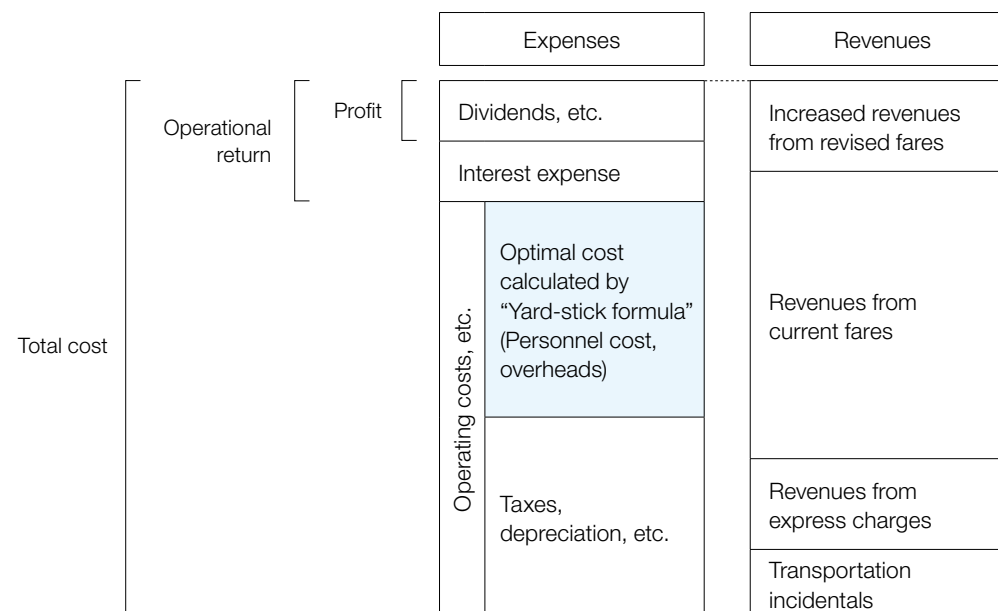 Expenses
Revenues
Total cost
Operational
return
Profit
Dividends, etc.
Interest expense
Operating costs, etc.
Optimal cost
calculated by
“Yard-stick formula”
(Personnel cost,
overheads)
Taxes,
depreciation, etc.
Increased revenues
from revised fares
Revenues from
current fares
Revenues from
express charges
Transportation
incidentals